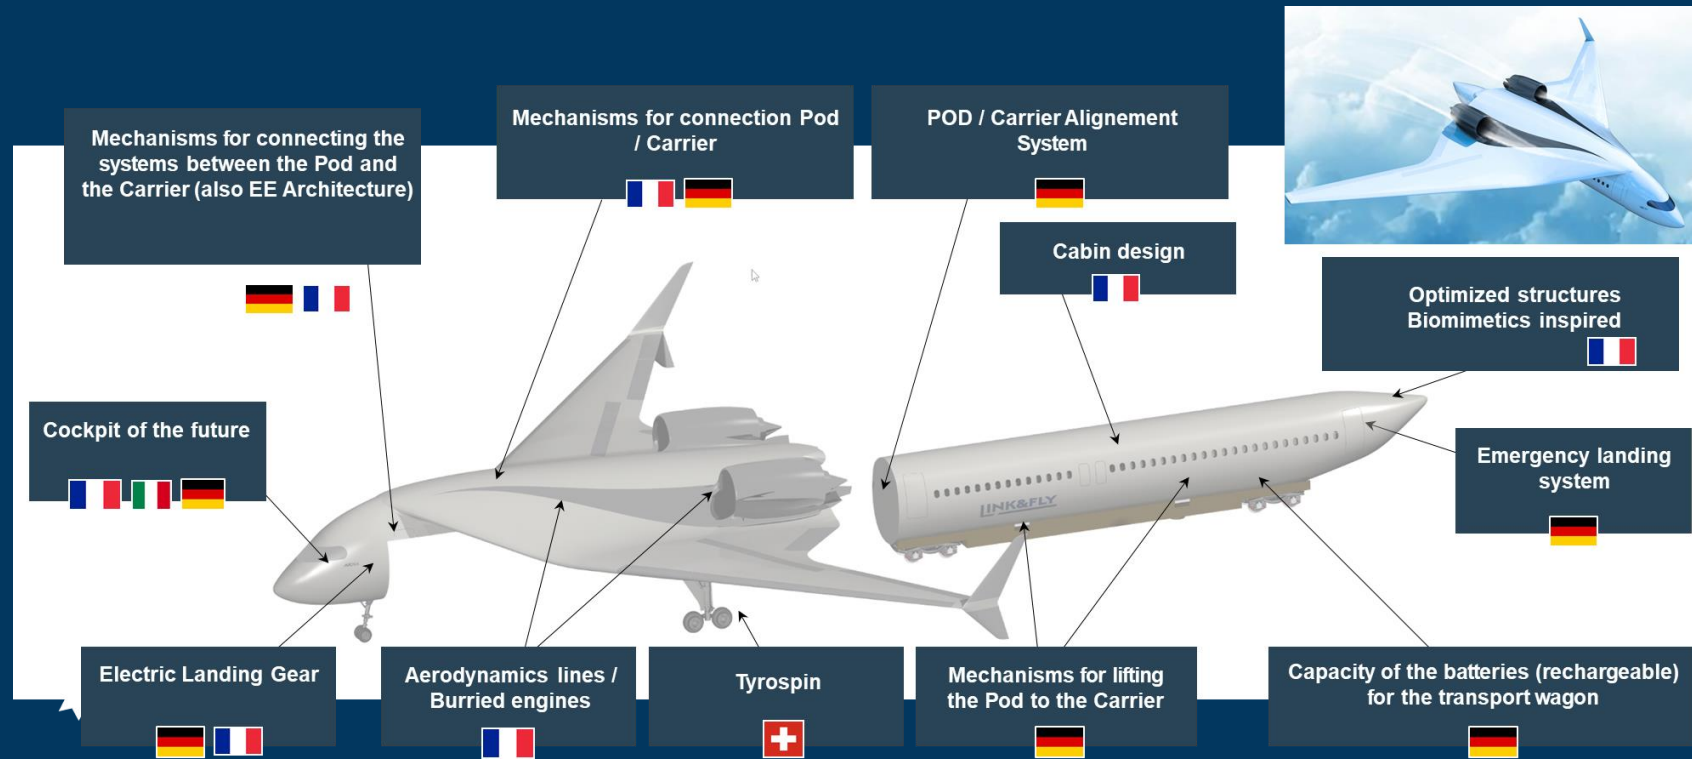 Mechanisms for connecting the
systems between the Pod and
the Carrier (also EE Architecture)
Mechanisms for connection Pod
/ Carrier
POD / Carrier Alignement
System
Cabin design
Optimized structures
Biomimetics inspired
Cockpit of the future
Emergency landing
system
LINK&FLY
Electric Landing Gear
Aerodynamics lines /
Burried engines
Tyrospin
Mechanisms for lifting
the Pod to the Carrier
Capacity of the batteries (rechargeable)
for the transport wagon